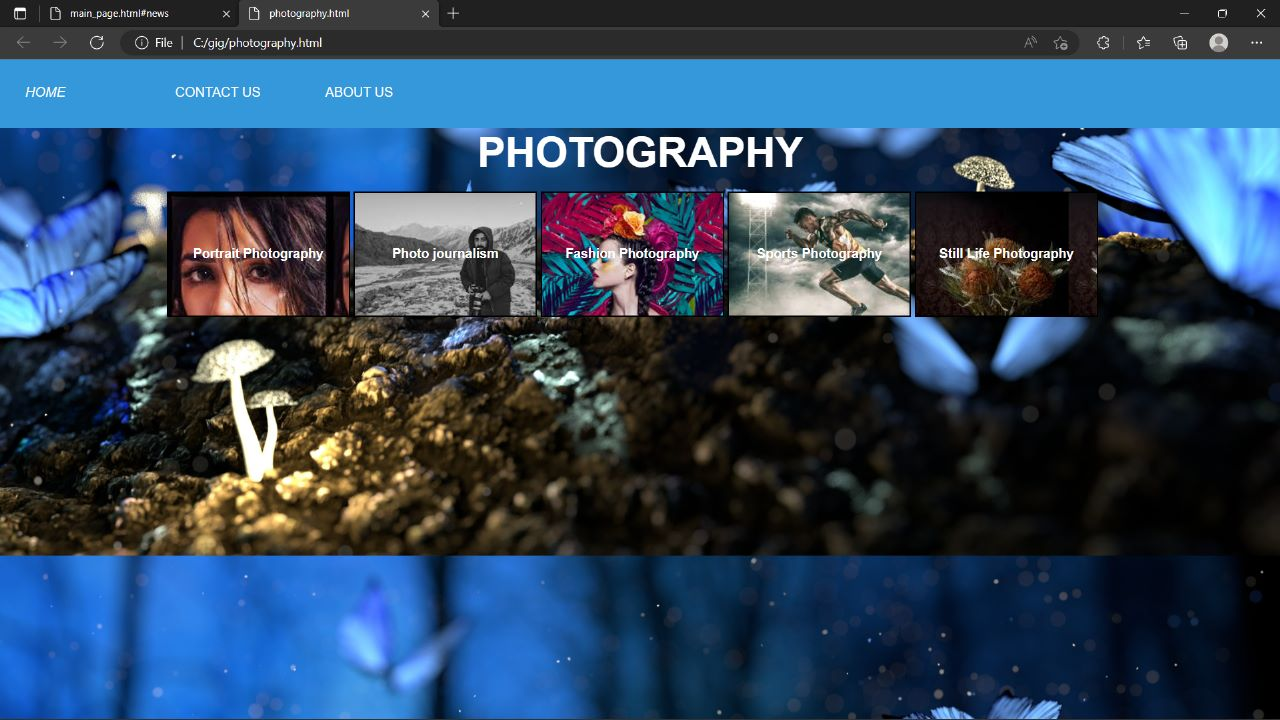 main_page.html#news
photography.html
File
C:/gig/photography.html
HOME CONTACT US ABOUT US
PHOTOGRAPHY
Portrait Photography
Photo journalism
Fashion Photography
Sports Photography
Still Life Photography